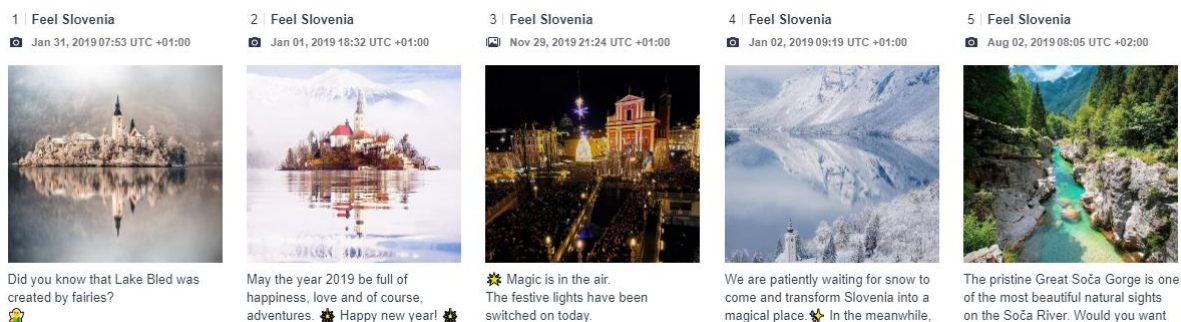 1 | Feel Slovenia
Jan 31, 2019 07:53 UTC +01:00
Did you know that Lake Bled was
created by fairies?
2 | Feel Slovenia
Jan 01, 2019 18:32 UTC +01:00
May the year 2019 be full of
happiness, love and of course,
adventures. 🌟 Happy new year! 🌟
3 | Feel Slovenia
Nov 29, 2019 21:24 UTC +01:00
🌟 Magic is in the air.
The festive lights have been
switched on today.
4 | Feel Slovenia
Jan 02, 2019 09:19 UTC +01:00
We are patiently waiting for snow to
come and transform Slovenia into a
magical place. ✨ In the meanwhile,
5 | Feel Slovenia
Aug 02, 2019 08:05 UTC +02:00
The pristine Great Soča Gorge is one
of the most beautiful natural sights
on the Soča River. Would you want